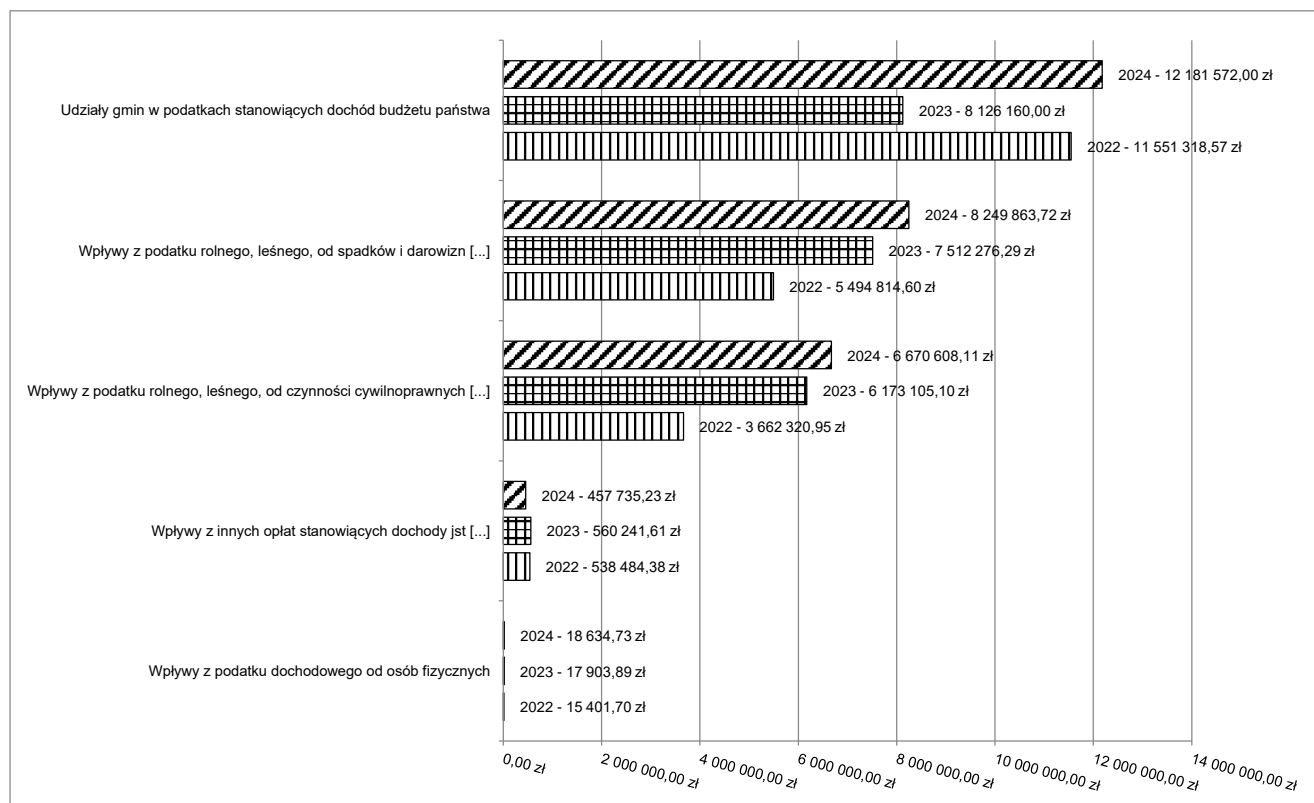 2024 - 12 181 572,00 zł
Udziały gmin w podatkach stanowiących dochód budżetu państwa
2023 - 8 126 160,00 zł
2022 - 11 551 318,57 zł
2024 - 8 249 863,72 zł
Wpływy z podatku rolnego, leśnego, od spadków i darowizn [...]
2023 - 7 512 276,29 zł
2022 - 5 494 814,60 zł
2024 - 6 670 608,11 zł
Wpływy z podatku rolnego, leśnego, od czynności cywilnoprawnych [...]
2023 - 6 173 105,10 zł
2022 - 3 662 320,95 zł
2024 - 457 735,23 zł
Wpływy z innych opłat stanowiących dochody jst [...]
2023 - 560 241,61 zł
2022 - 538 484,38 zł
2024 - 18 634,73 zł
Wpływy z podatku dochodowego od osób fizycznych
2023 - 17 903,89 zł
2022 - 15 401,70 zł
0,00 zł
2 000 000,00 zł
4 000 000,00 zł
6 000 000,00 zł
8 000 000,00 zł
10 000 000,00 zł
12 000 000,00 zł
14 000 000,00 zł